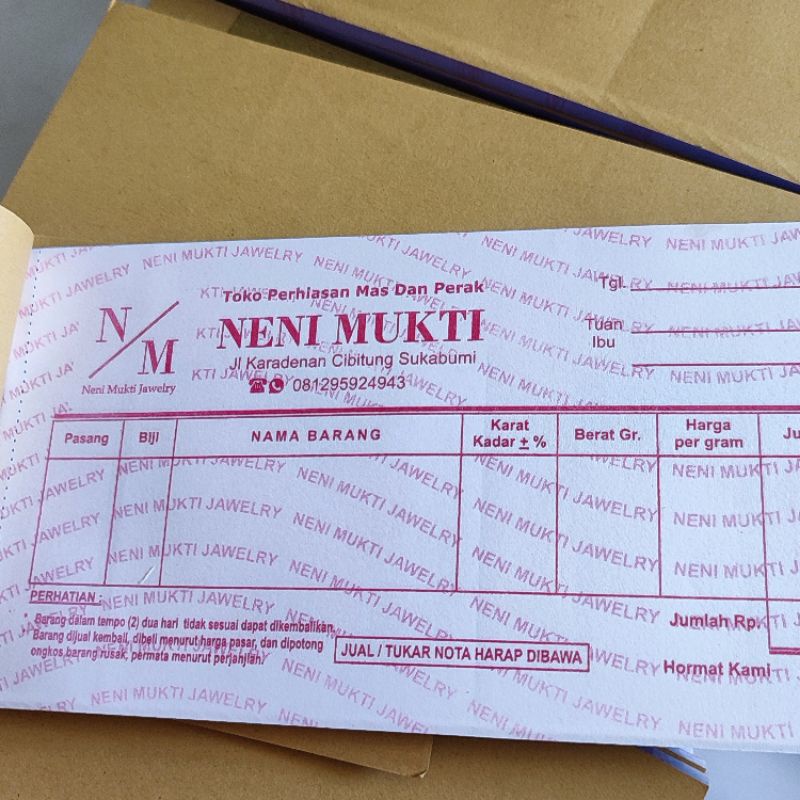 Toko Perhiasan Mas Dan Perak
N/M
Neni Mukti Jawelry
NENI MUKTI
Jl Karadenan Cibitung Sukabumi
081295924943
Tgl.
Tuan
Ibu
Pasang Biji NAMA BARANG Karat Kadar ± % Berat Gr. Harga per gram Ju
PERHATIAN :
* Barang dalam tempo (2) dua hari tidak sesuai dapat dikembalikan.
Barang dijual kembali, dibeli menurut harga pasar, dan dipotong
ongkos barang rusak, permata menurut perjanjian.
JUAL / TUKAR NOTA HARAP DIBAWA
Jumlah Rp.
Hormat Kami
NENI MUKTI JAWELRY